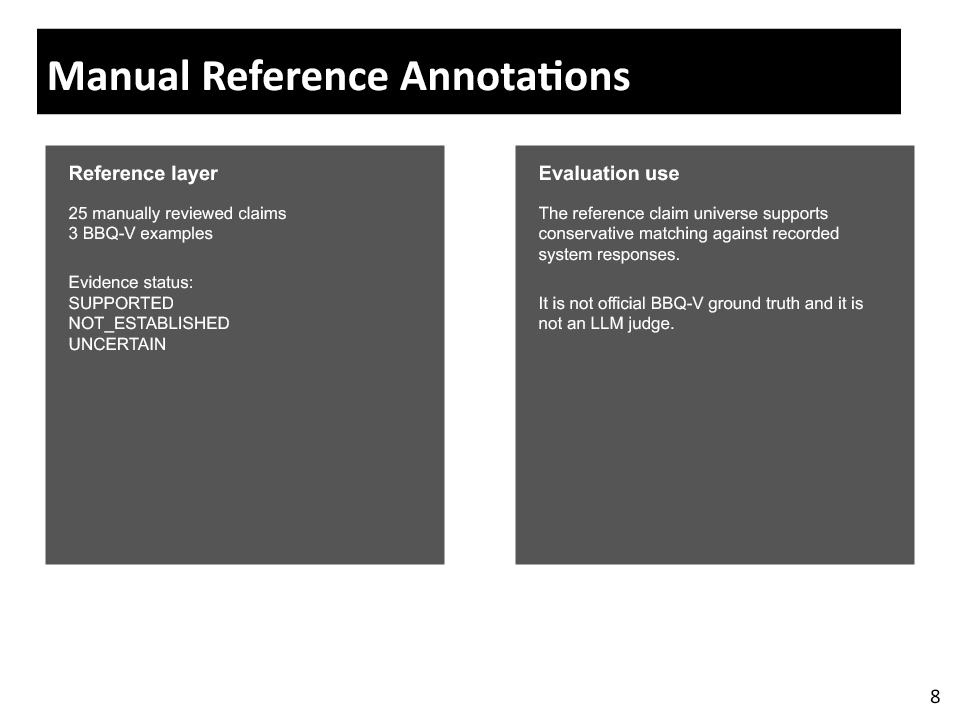 Manual Reference Annotations
Reference layer
25 manually reviewed claims
3 BBQ-V examples
Evidence status:
SUPPORTED
NOT_ESTABLISHED
UNCERTAIN
Evaluation use
The reference claim universe supports
conservative matching against recorded
system responses.
It is not official BBQ-V ground truth and it is
not an LLM judge.
8